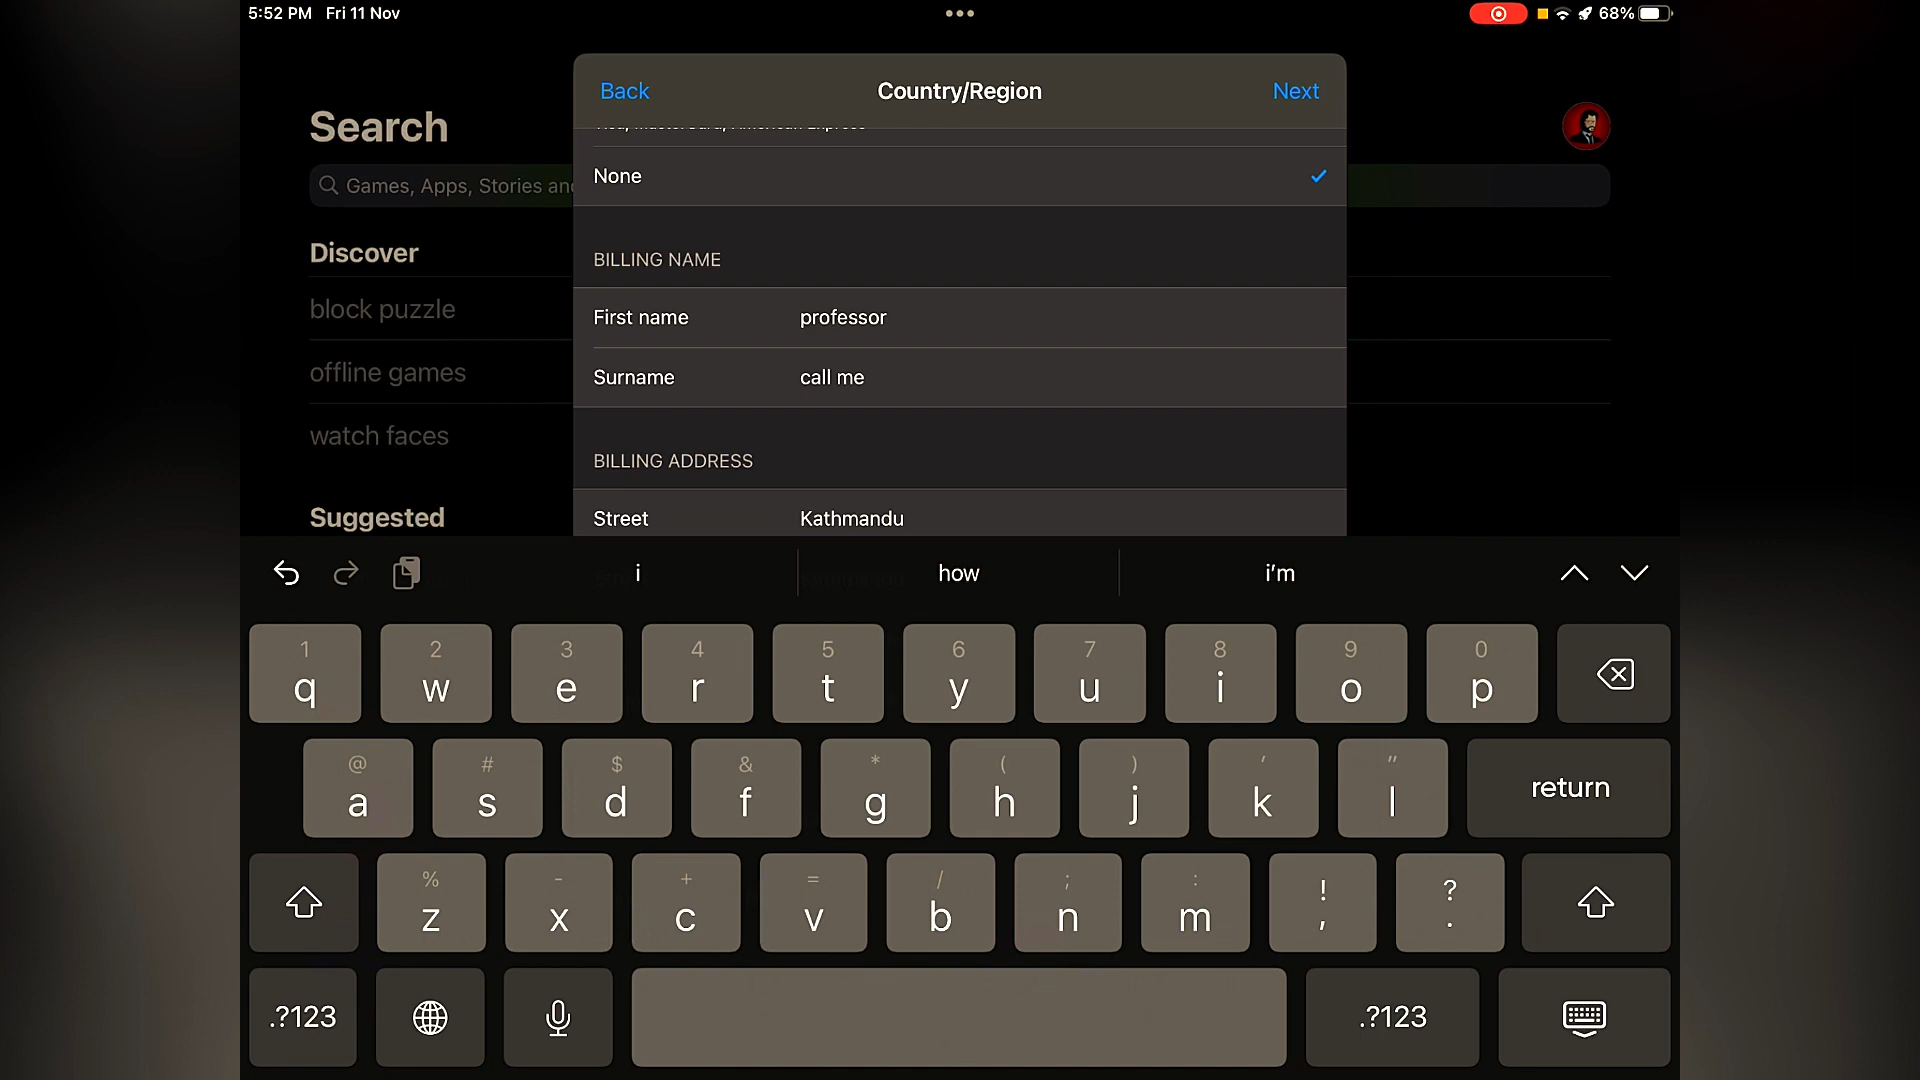 5:52 PM Fri 11 Nov
68%
Back
Country/Region
Next
Search
Games, Apps, Stories an
None
Discover
BILLING NAME
block puzzle
First name professor
offline games
Surname call me
watch faces
BILLING ADDRESS
Suggested
Street Kathmandu
i how i'm
1 2 3 4 5 6 7 8 9 0
q w e r t y u i o p
@ # $ & * ( ) ' "
a s d f g h j k l return
% - + = / ; : ! ?
z x c v b n m , .
.?123 .?123